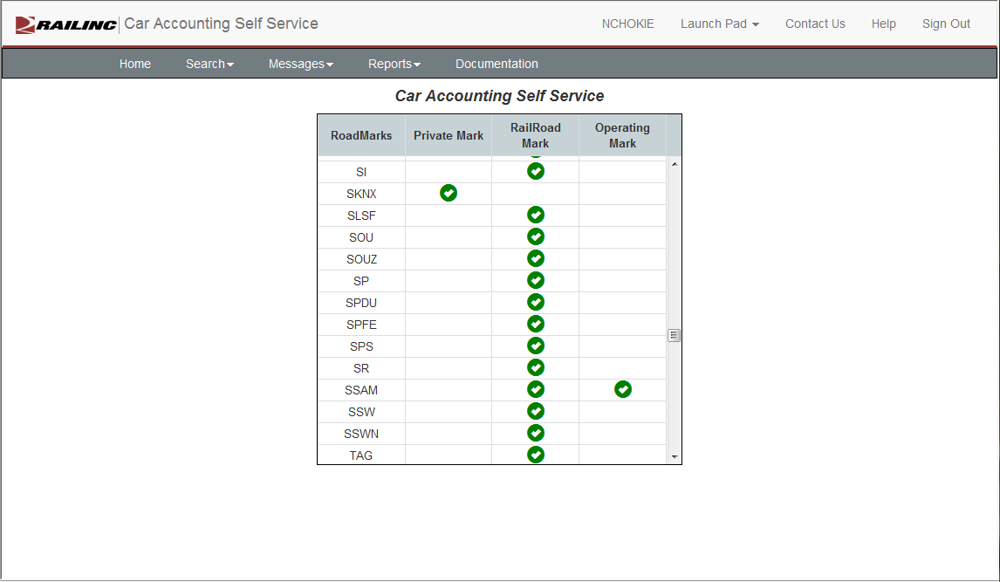 RAILINC Car Accounting Self Service NCHOKIE Launch Pad Contact Us Help Sign Out
Home Search Messages Reports Documentation
Car Accounting Self Service
RoadMarks Private Mark RailRoad Mark Operating Mark
SI
SKNX
SLSF
SOU
SOUZ
SP
SPDU
SPFE
SPS
SR
SSAM
SSW
SSWN
TAG